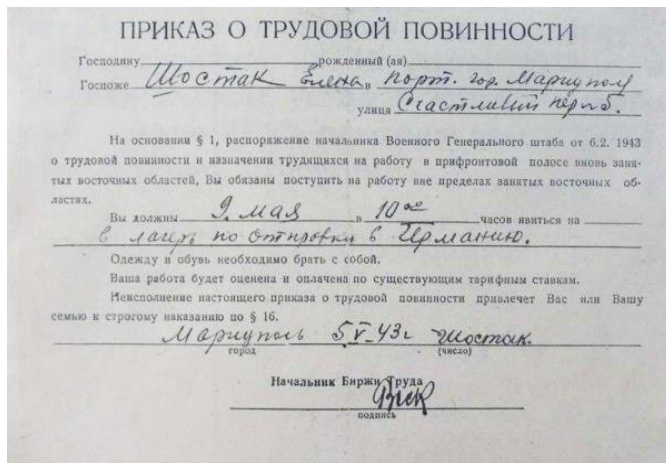 ПРИКАЗ О ТРУДОВОЙ ПОВИННОСТИ
Господину рожденный (ая)
Госпоже Шостак Елена в порт. гор. Мариуполь
улица Счастливый
На основании § 1, распоряжение начальника Военного Генерального штаба от 6.2. 1943
о трудовой повинности и назначении трудящихся на работу в прифронтовой полосе вновь заня-
тых восточных областей, Вы обязаны поступить на работу вне пределах занятых восточных об-
ластях.
Вы должны 9. мая в 10 00 часов явиться на
в лагерь по отправки в Германию.
Одежду и обувь необходимо брать с собой.
Ваша работа будет оценена и оплачена по существующим тарифным ставкам.
Неисполнение настоящего приказа о трудовой повинности привлечет Вас или Вашу
семью к строгому наказанию по § 16.
Мариуполь 5 V-43г Шостак.
город (число)
Начальник Биржи Труда
подпись